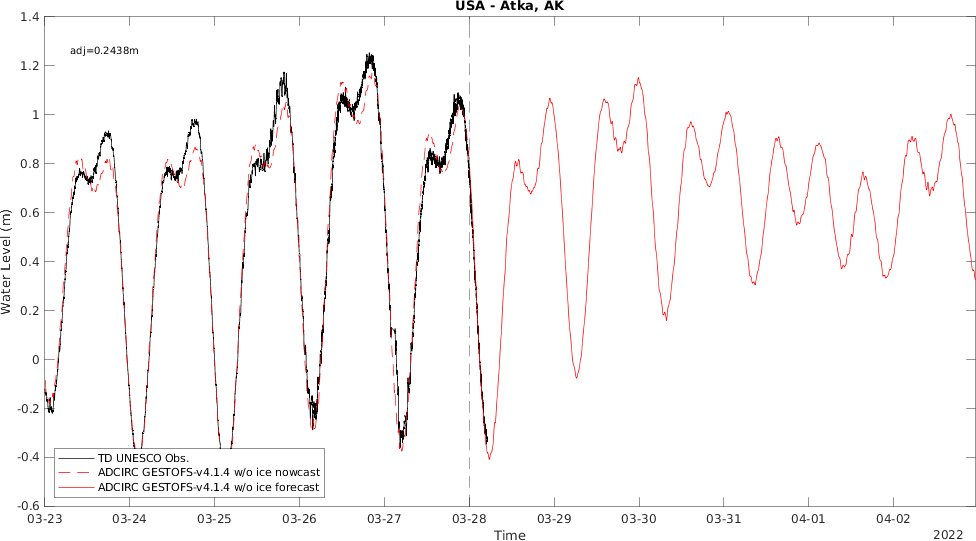 USA - Atka, AK
adj=0.2438m
1.4
1.2
1
0.8
0.6
0.4
0.2
0
-0.2
-0.4
-0.6
Water Level (m)
TD UNESCO Obs.
ADCIRC GESTOFS-v4.1.4 w/o ice nowcast
ADCIRC GESTOFS-v4.1.4 w/o ice forecast
03-23 03-24 03-25 03-26 03-27 03-28 03-29 03-30 03-31 04-01 04-02
Time
2022